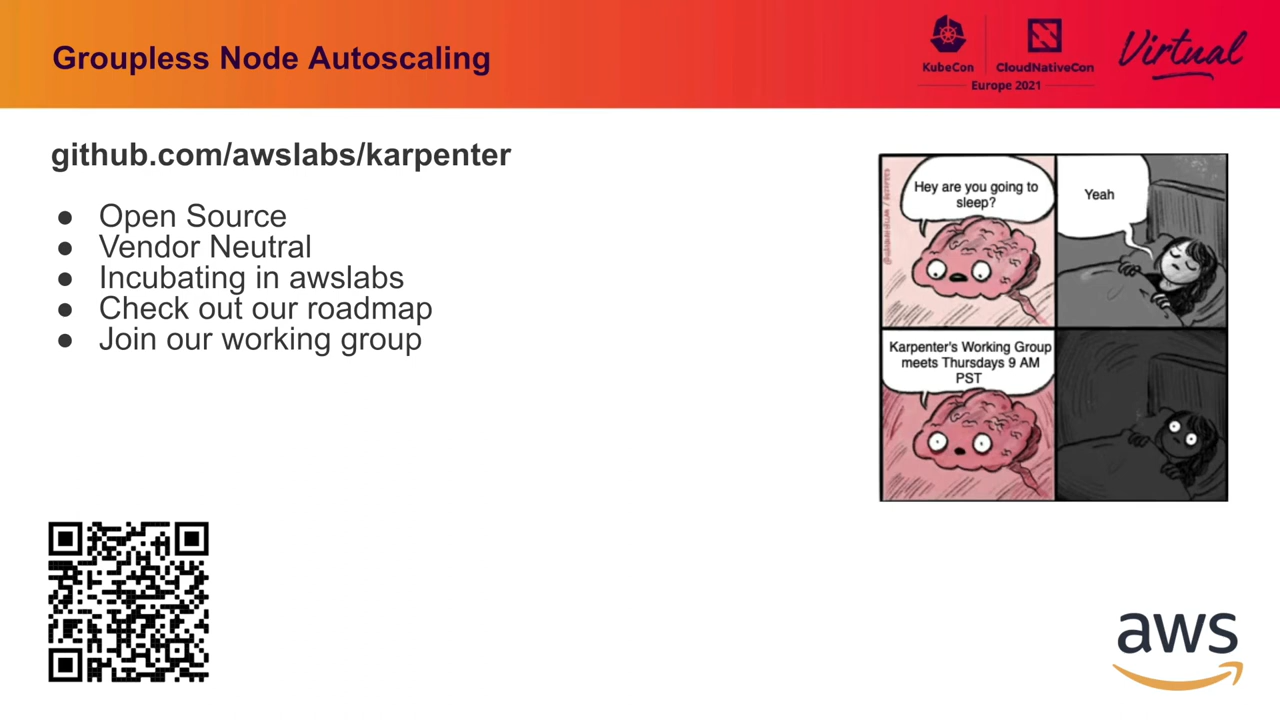 Groupless Node Autoscaling
KubeCon
CloudNativeCon
Europe 2021
Virtual
github.com/awslabs/karpenter
● Open Source
● Vendor Neutral
● Incubating in awslabs
● Check out our roadmap
● Join our working group
Hey are you going to
sleep?
Yeah
Karpenter's Working Group
meets Thursdays 9 AM
PST
aws